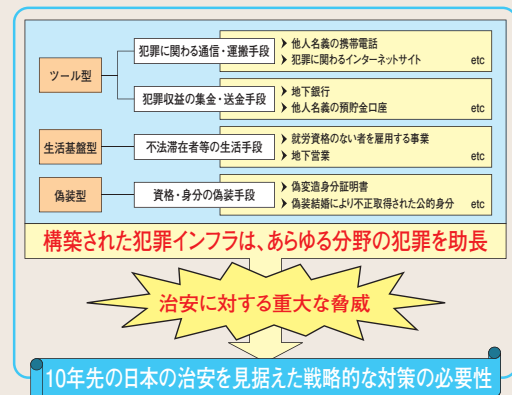 ツール型
犯罪に関わる通信・運搬手段
他人名義の携帯電話
犯罪に関わるインターネットサイト etc
犯罪収益の集金・送金手段
地下銀行
他人名義の預貯金口座 etc
生活基盤型
不法滞在者等の生活手段
就労資格のない者を雇用する事業
地下営業 etc
偽装型
資格・身分の偽装手段
偽変造身分証明書
偽装結婚により不正取得された公的身分 etc
構築された犯罪インフラは、あらゆる分野の犯罪を助長
治安に対する重大な脅威
10年先の日本の治安を見据えた戦略的な対策の必要性